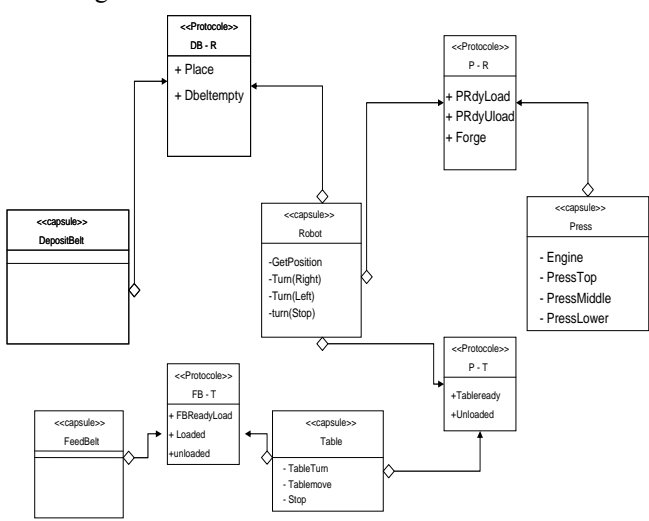 <<Protocole>>
DB - R
+ Place
+ Dbeltempty
<<Protocole>>
P - R
+ PRdyLoad
+ PRdyUload
+ Forge
<<capsule>>
DepositBelt
<<capsule>>
Robot
-GetPosition
-Turn(Right)
-Turn(Left)
-turn(Stop)
<<capsule>>
Press
- Engine
- PressTop
- PressMiddle
- PressLower
<<Protocole>>
P - T
+Tableready
+Unloaded
<<Protocole>>
FB - T
+ FBReadyLoad
+ Loaded
+unloaded
<<capsule>>
FeedBelt
<<capsule>>
Table
- TableTurn
- Tablemove
- Stop